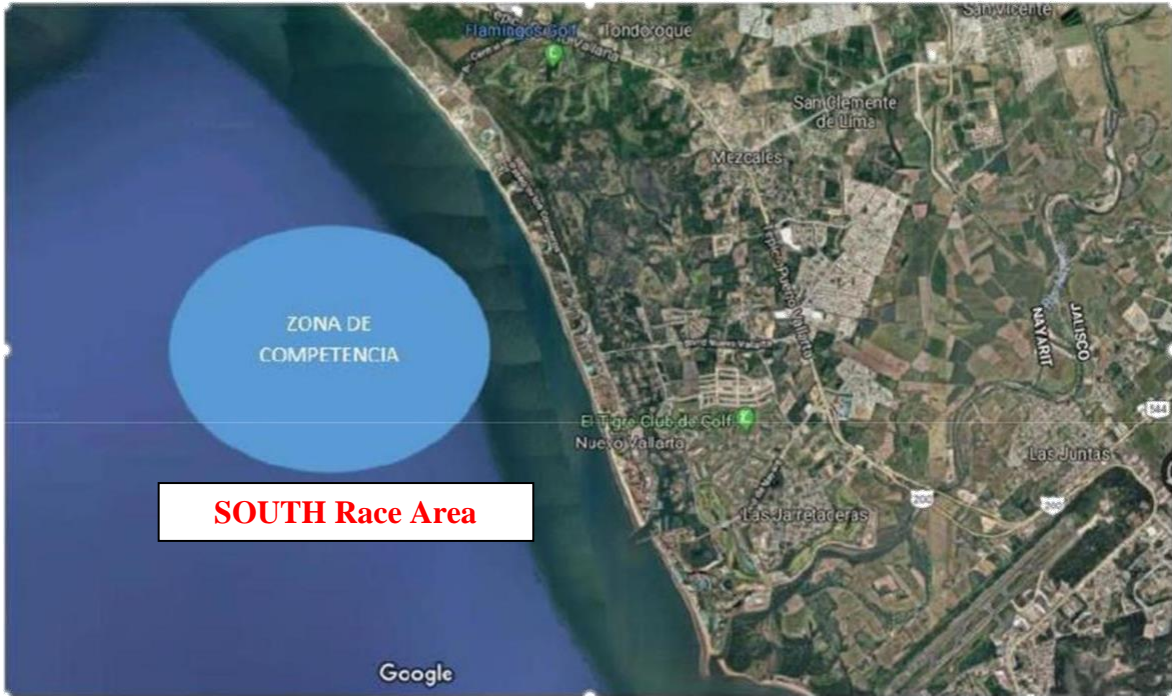 San Vicente
Flamingos Golf
Tondoroque
San Clemente
de Lima
Mezcales
ZONA DE
COMPETENCIA
JALISCO
NAYARIT
544
El Tigre Club de Golf
Nuevo Vallarta
Las Juntas
200
200
SOUTH Race Area
Las Jarretaderas
Google